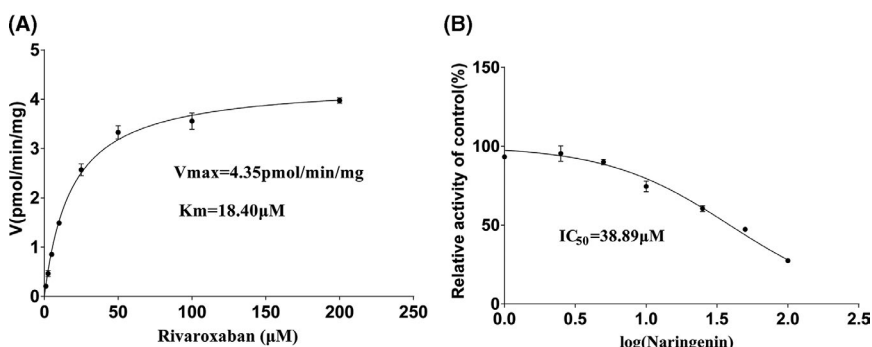 (A)
V(pmol/min/mg)
5
4
3
2
1
0
Vmax=4.35pmol/min/mg
Km=18.40μM
0 50 100 150 200 250
Rivaroxaban (μM)
(B)
Relative activity of control(%)
150
100
50
0
IC50=38.89μM
0.0 0.5 1.0 1.5 2.0 2.5
log(Naringenin)